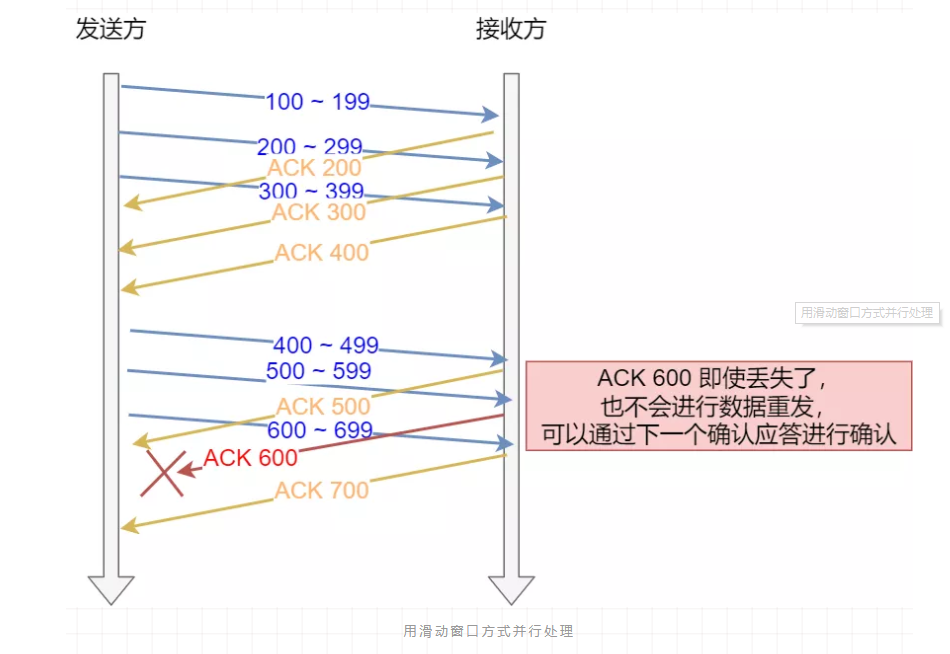 发送方
接收方
100 ~ 199
200 ~ 299
ACK 200
300 ~ 399
ACK 300
ACK 400
用滑动窗口方式并行处理
400 ~ 499
500 ~ 599
ACK 600 即使丢失了，
也不会进行数据重发，
可以通过下一个确认应答进行确认
ACK 500
600 ~ 699
ACK 600
ACK 700
用滑动窗口方式并行处理